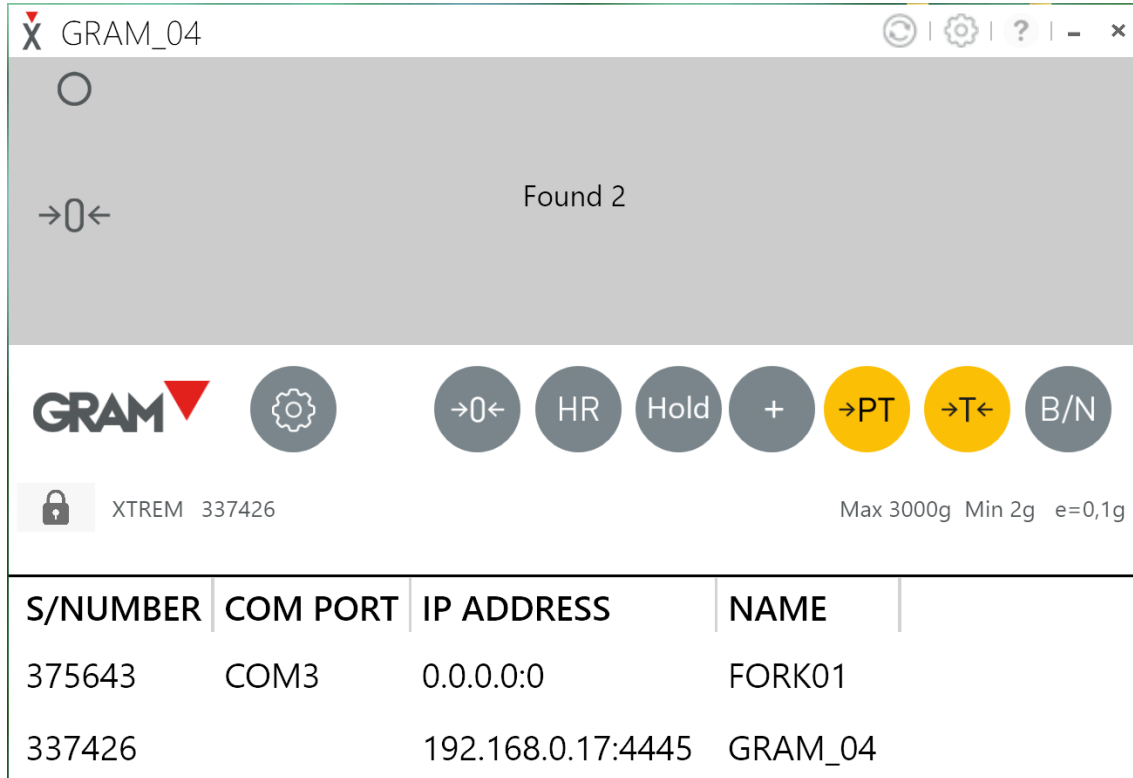 GRAM_04
?
→0←
Found 2
GRAM
→0← HR Hold + →PT →T← B/N
XTREM 337426 Max 3000g Min 2g e=0,1g
S/NUMBER COM PORT IP ADDRESS NAME
375643 COM3 0.0.0.0:0 FORK01
337426 192.168.0.17:4445 GRAM_04